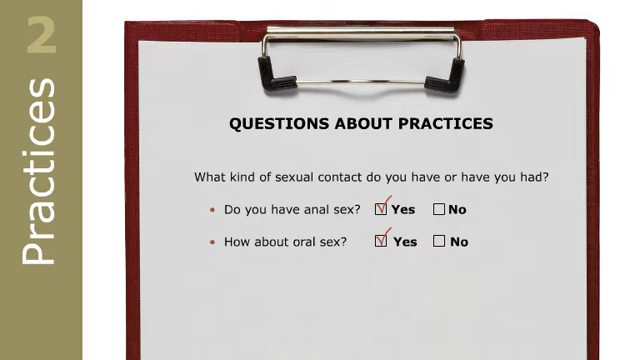 2
Practices
QUESTIONS ABOUT PRACTICES
What kind of sexual contact do you have or have you had?
• Do you have anal sex? Yes No
• How about oral sex? Yes No